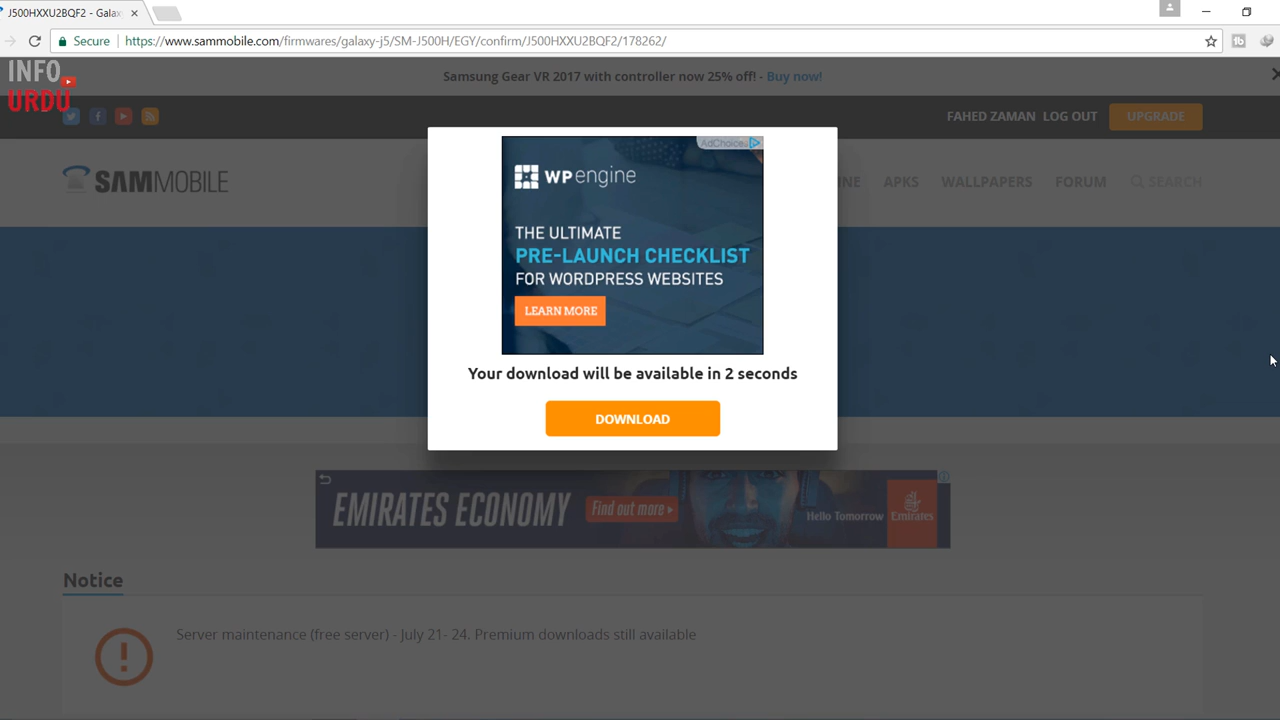 J500HXXU2BQF2 - Galax
Secure
https://www.sammobile.com/firmwares/galaxy-j5/SM-J500H/EGY/confirm/J500HXXU2BQF2/178262/
INFO
URDU
Samsung Gear VR 2017 with controller now 25% off! - Buy now!
FAHED ZAMAN LOG OUT UPGRADE
SAMMOBILE
APKS WALLPAPERS FORUM SEARCH
AdChoices
WP engine
THE ULTIMATE
PRE-LAUNCH CHECKLIST
FOR WORDPRESS WEBSITES
LEARN MORE
Your download will be available in 2 seconds
DOWNLOAD
EMIRATES ECONOMY
Find out more
Hello Tomorrow
Emirates
Notice
Server maintenance (free server) - July 21- 24. Premium downloads still available